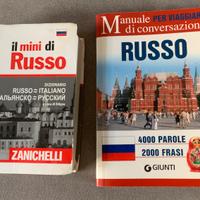 il mini di
Russo
DIZIONARIO
RUSSO ITALIANO
ИТАЛЬЯНСКО РУССКИЙ
ZANICHELLI
Manuale PER VIAGGIARE
di conversazione
RUSSO
4000 PAROLE
2000 FRASI
GIUNTI